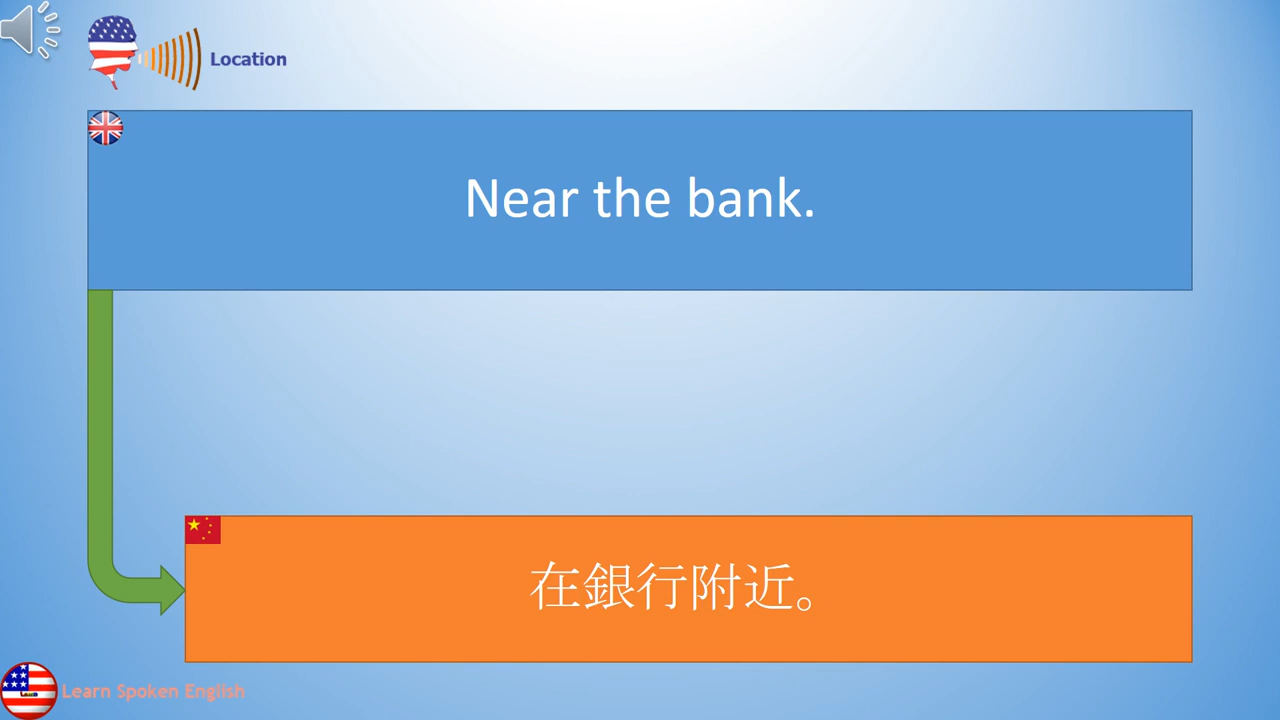 Location
Near the bank.
在銀行附近。
Learn Spoken English